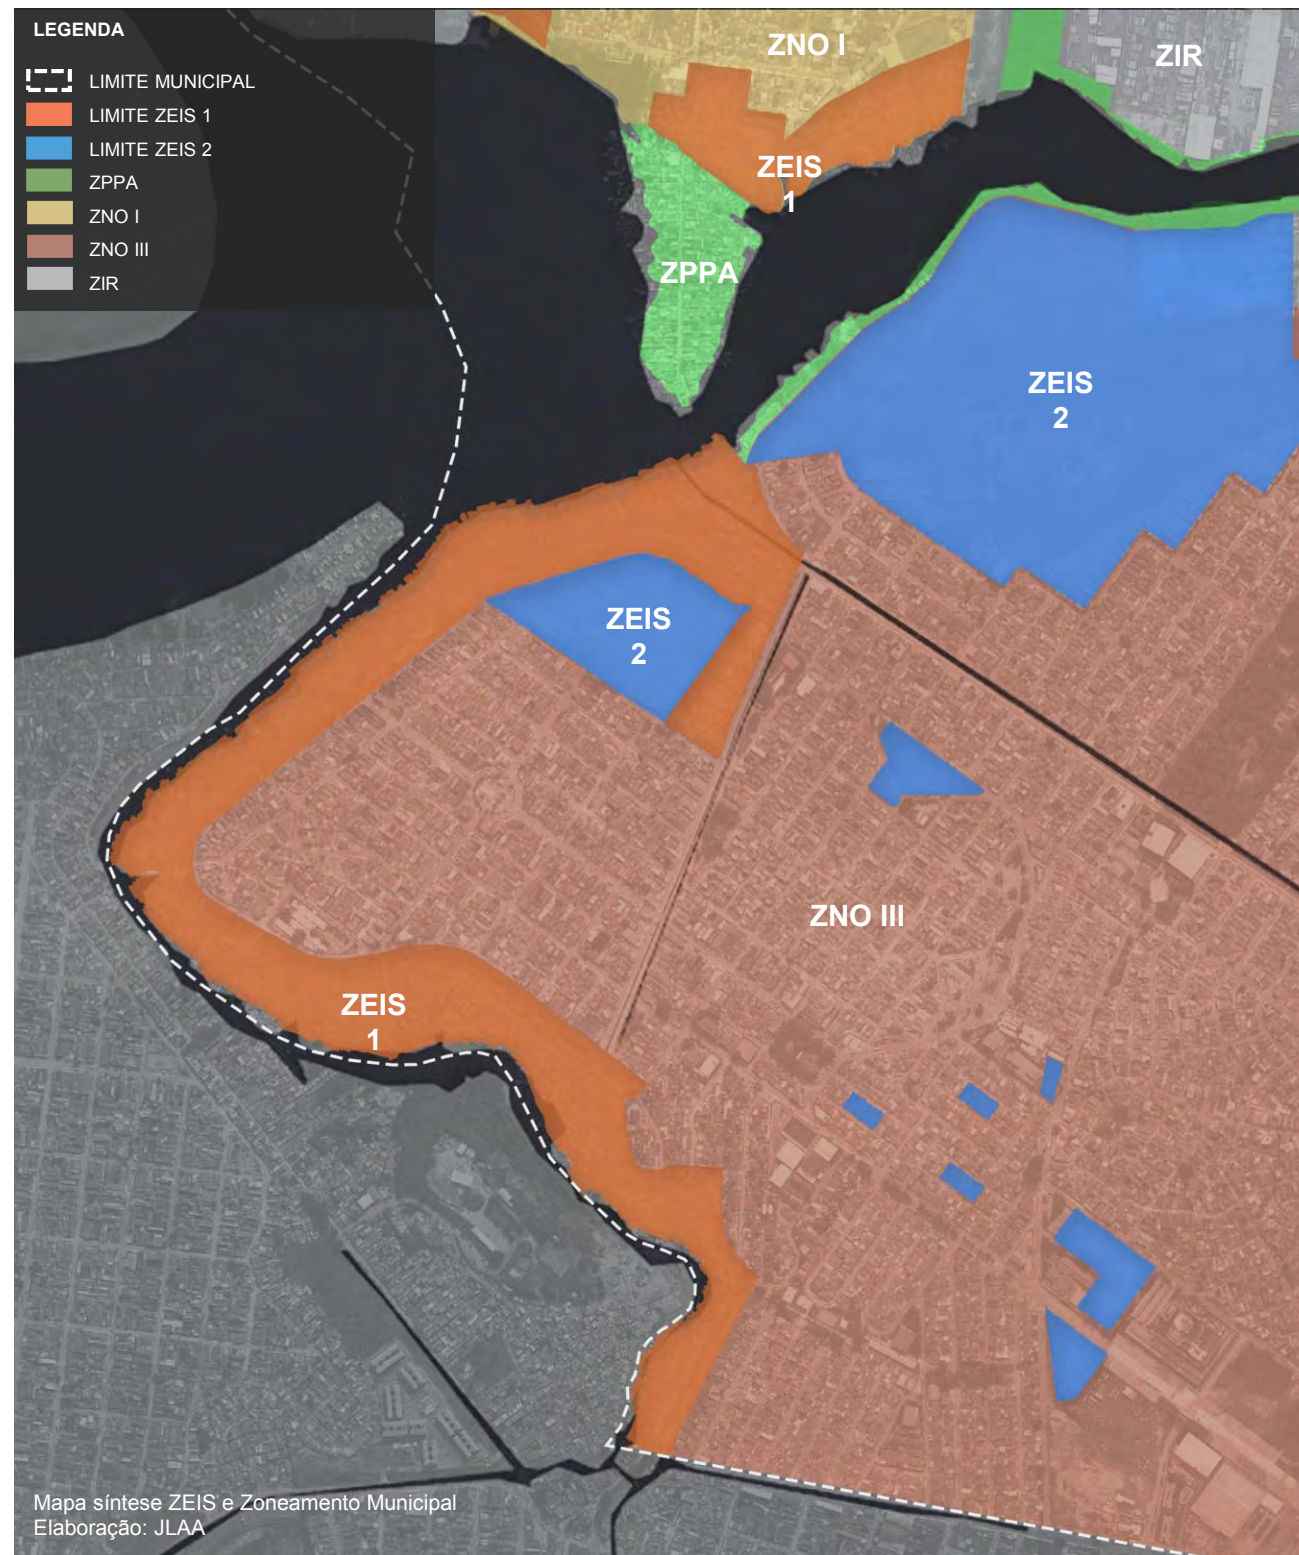 LEGENDA
LIMITE MUNICIPAL
LIMITE ZEIS 1
LIMITE ZEIS 2
ZPPA
ZNO I
ZNO III
ZIR
ZNO I
ZIR
ZEIS
1
ZPPA
ZEIS
2
ZEIS
2
ZNO III
ZEIS
1
Mapa síntese ZEIS e Zoneamento Municipal
Elaboração: JLAA